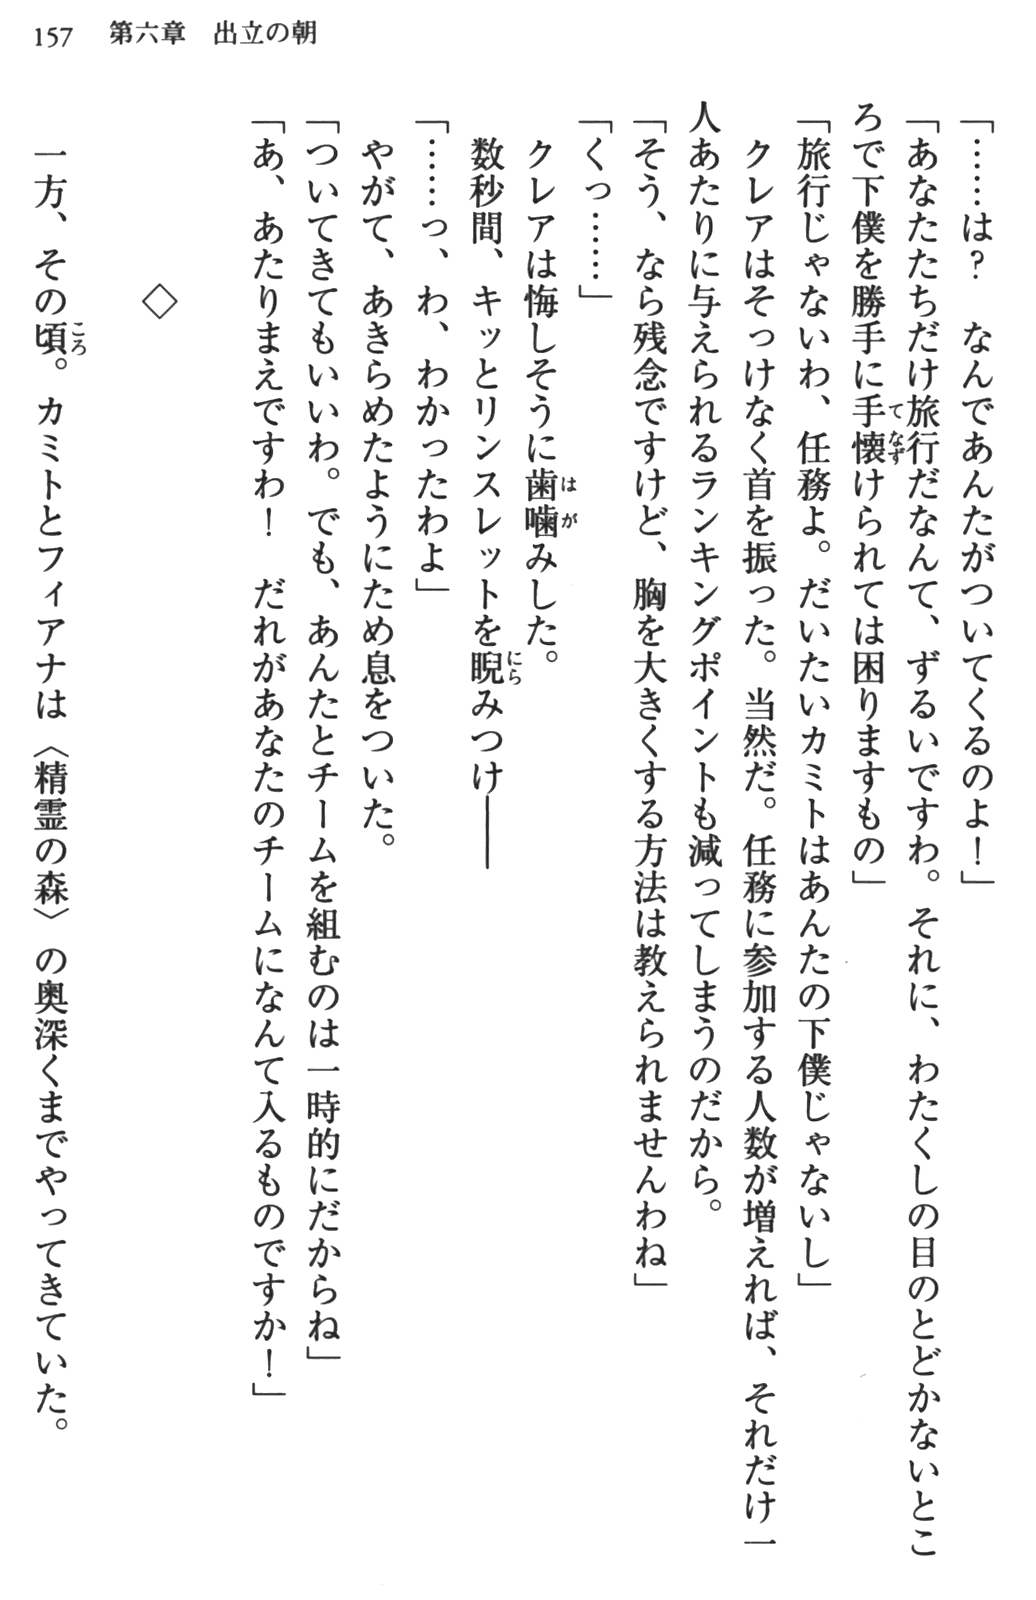 157　第六章　出立の朝
「……は？　なんであんたがついてくるのよ！」
「あなたたちだけ旅行だなんて、ずるいですわ。それに、わたくしの目のとどかないとこ
ろで下僕を勝手に手懐けられては困りますもの」
「旅行じゃないわ、任務よ。だいたいカミトはあんたの下僕じゃないし」
　クレアはそっけなく首を振った。当然だ。任務に参加する人数が増えれば、それだけ一
人あたりに与えられるランキングポイントも減ってしまうのだから。
「そう、なら残念ですけど、胸を大きくする方法は教えられませんわね」
「くっ……」
　クレアは悔しそうに歯噛みした。
　数秒間、キッとリンスレットを睨みつけ――
「……っ、わ、わかったわよ」
　やがて、あきらめたようにため息をついた。
「ついてきてもいいわ。でも、あんたとチームを組むのは一時的にだからね」
「あ、あたりまえですわ！　だれがあなたのチームになんて入るものですか！」
◇
　一方、その頃。カミトとフィアナは〈精霊の森〉の奥深くまでやってきていた。